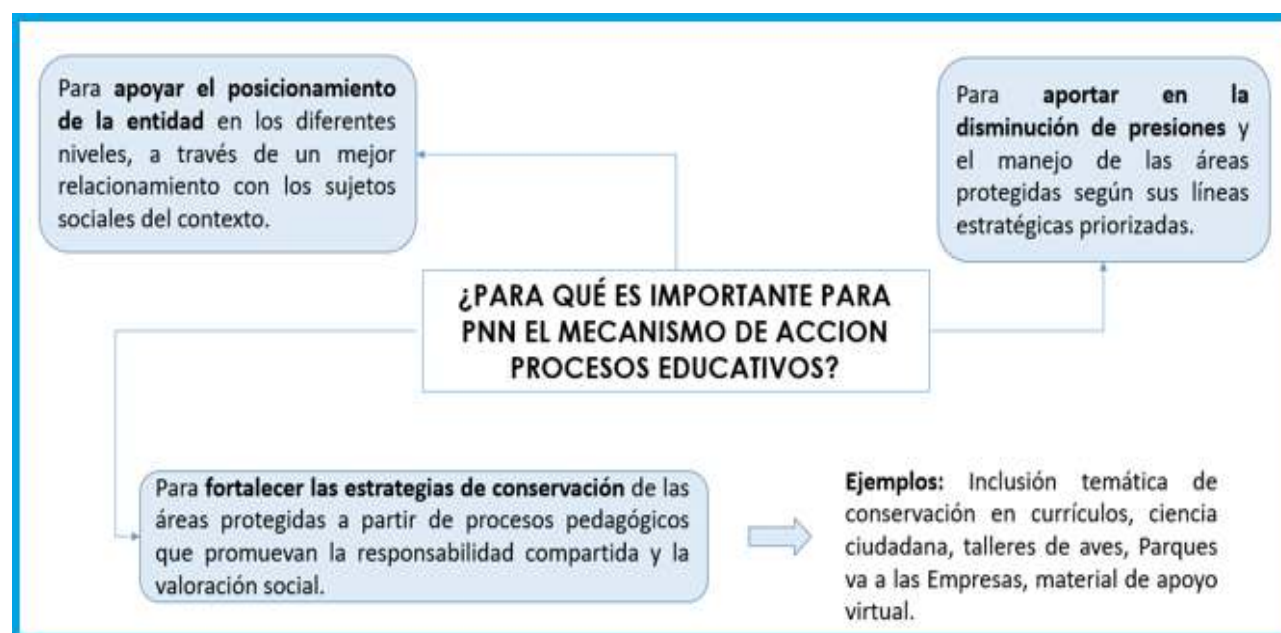 Para apoyar el posicionamiento
de la entidad en los diferentes
niveles, a través de un mejor
relacionamiento con los sujetos
sociales del contexto.
Para aportar en la
disminución de presiones y
el manejo de las áreas
protegidas según sus líneas
estratégicas priorizadas.
¿PARA QUÉ ES IMPORTANTE PARA
PNN EL MECANISMO DE ACCION
PROCESOS EDUCATIVOS?
Para fortalecer las estrategias de conservación de las
áreas protegidas a partir de procesos pedagógicos
que promuevan la responsabilidad compartida y la
valoración social.
Ejemplos: Inclusión temática de
conservación en currículos, ciencia
ciudadana, talleres de aves, Parques
va a las Empresas, material de apoyo
virtual.